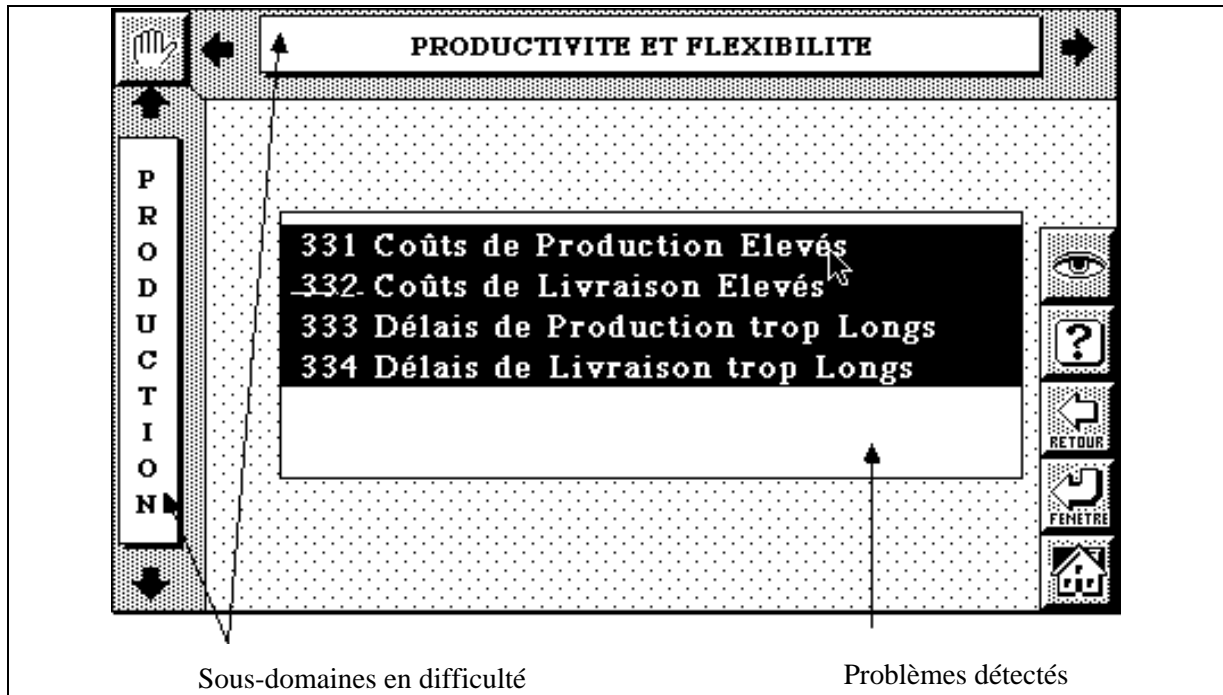 PRODUCTIVITE ET FLEXIBILITE
PRODUCTION
331 Coûts de Production Elevés
332 Coûts de Livraison Elevés
333 Délais de Production trop Longs
334 Délais de Livraison trop Longs
?
RETOUR
FENETRE
Sous-domaines en difficulté
Problèmes détectés